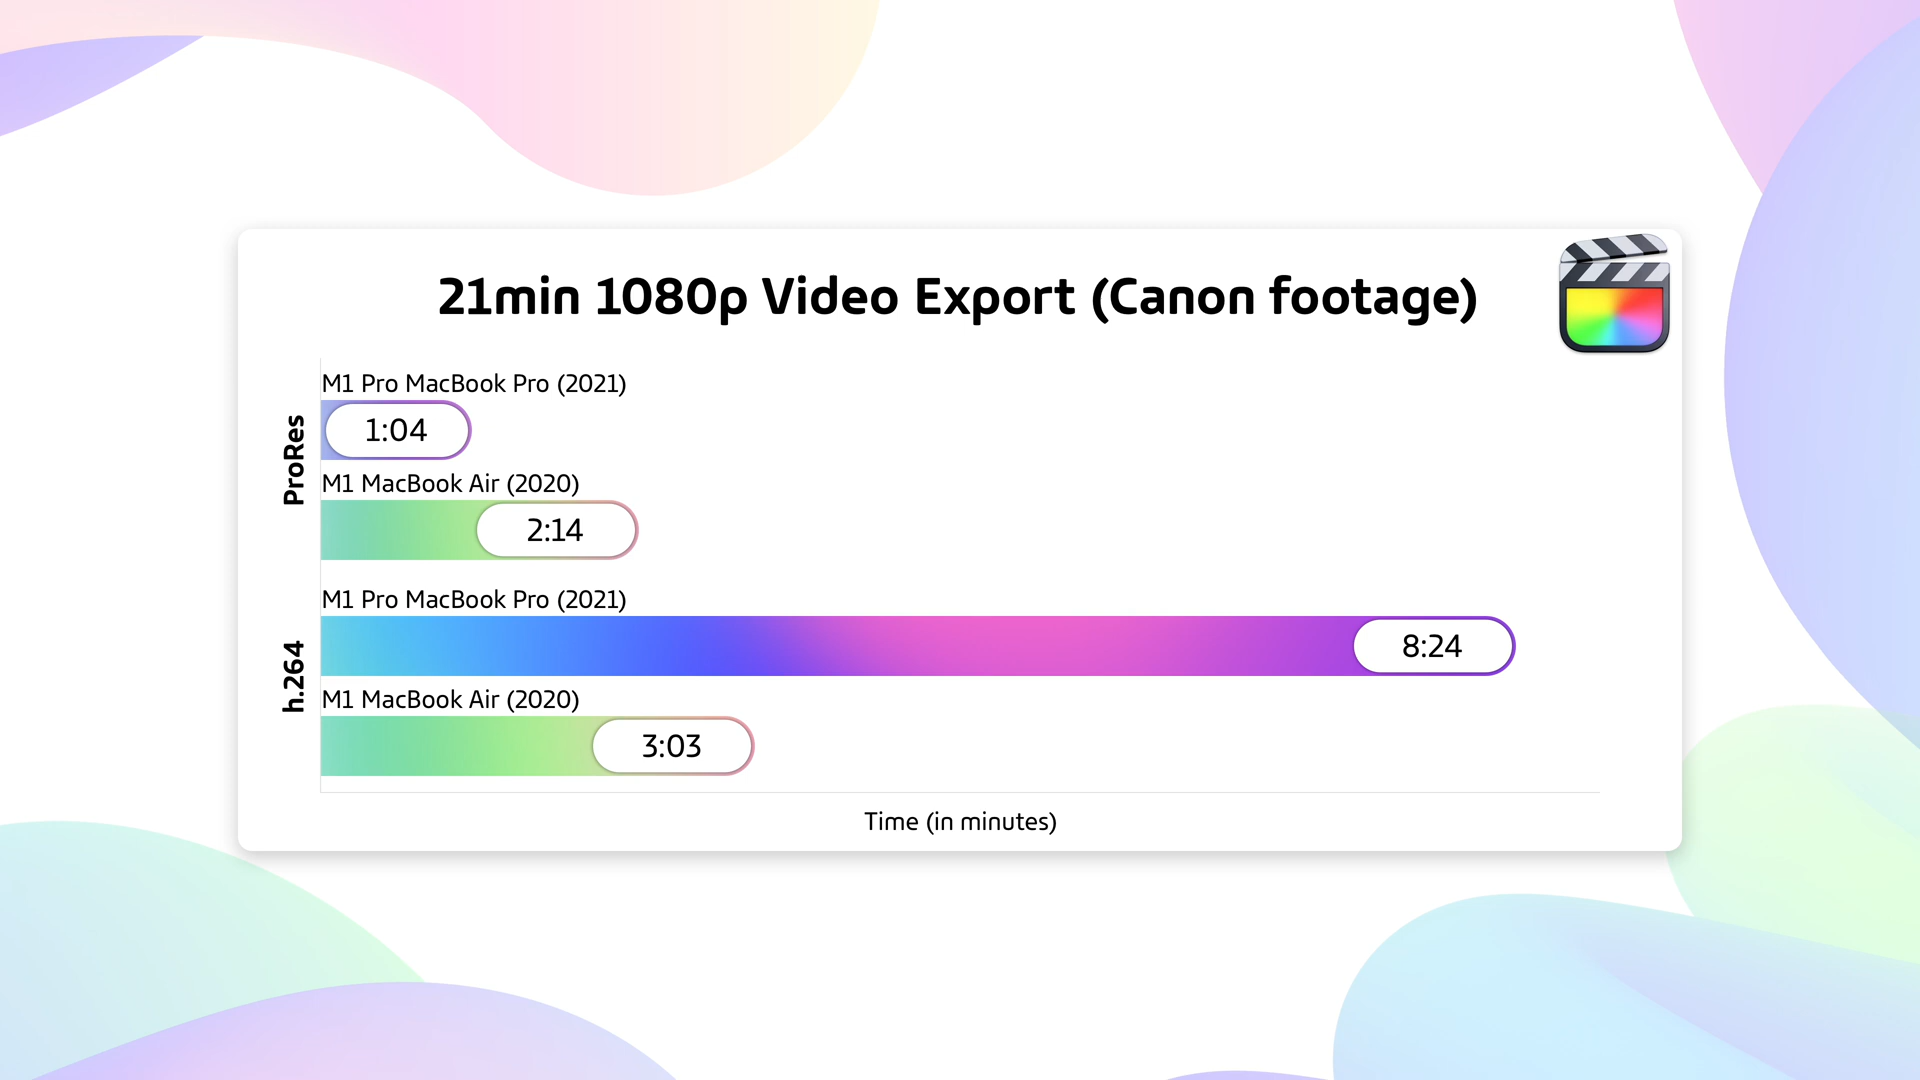 21min 1080p Video Export (Canon footage)
ProRes
M1 Pro MacBook Pro (2021)
1:04
M1 MacBook Air (2020)
2:14
h.264
M1 Pro MacBook Pro (2021)
8:24
M1 MacBook Air (2020)
3:03
Time (in minutes)